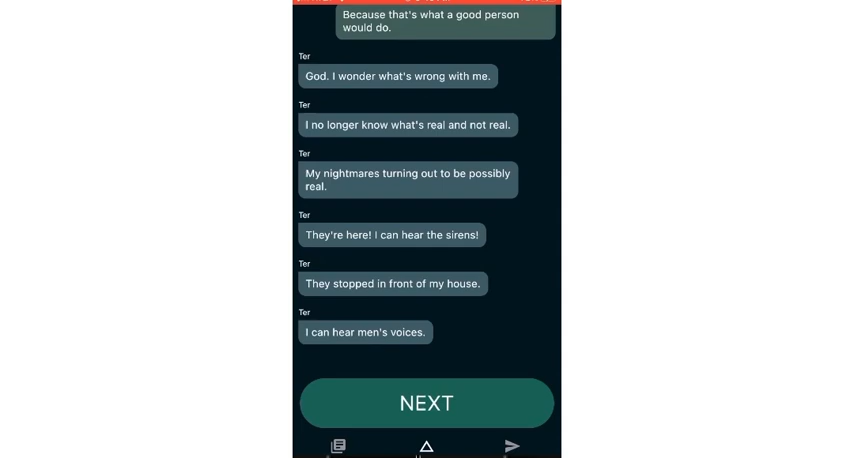 Because that's what a good person
would do.
Ter
God. I wonder what's wrong with me.
Ter
I no longer know what's real and not real.
Ter
My nightmares turning out to be possibly
real.
Ter
They're here! I can hear the sirens!
Ter
They stopped in front of my house.
Ter
I can hear men's voices.
NEXT